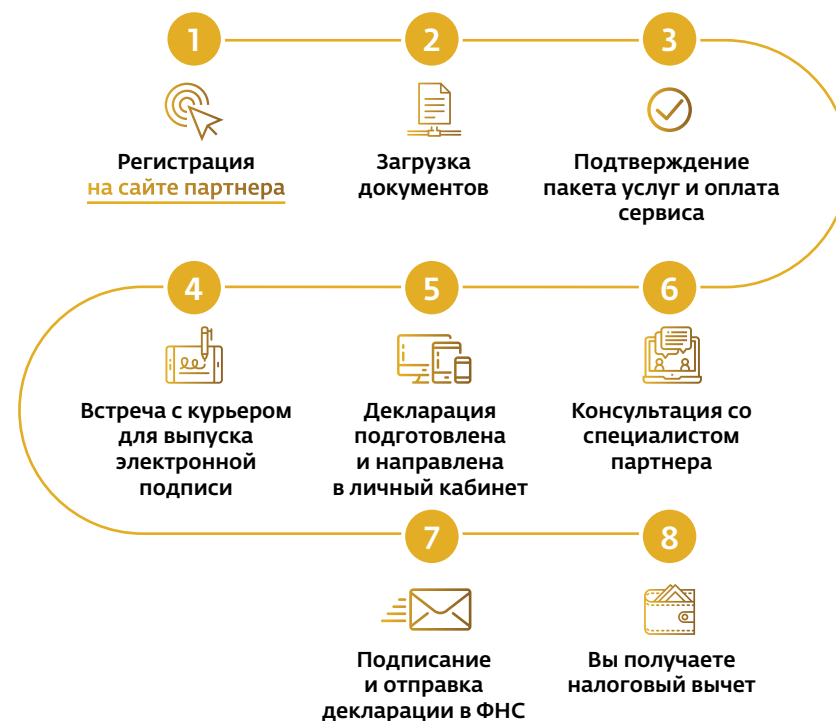 1
Регистрация
на сайте партнера
2
Загрузка
документов
3
Подтверждение
пакета услуг и оплата
сервиса
4
Встреча с курьером
для выпуска
электронной
подписи
5
Декларация
подготовлена
и направлена
в личный кабинет
6
Консультация со
специалистом
партнера
7
Подписание
и отправка
декларации в ФНС
8
Вы получаете
налоговый вычет